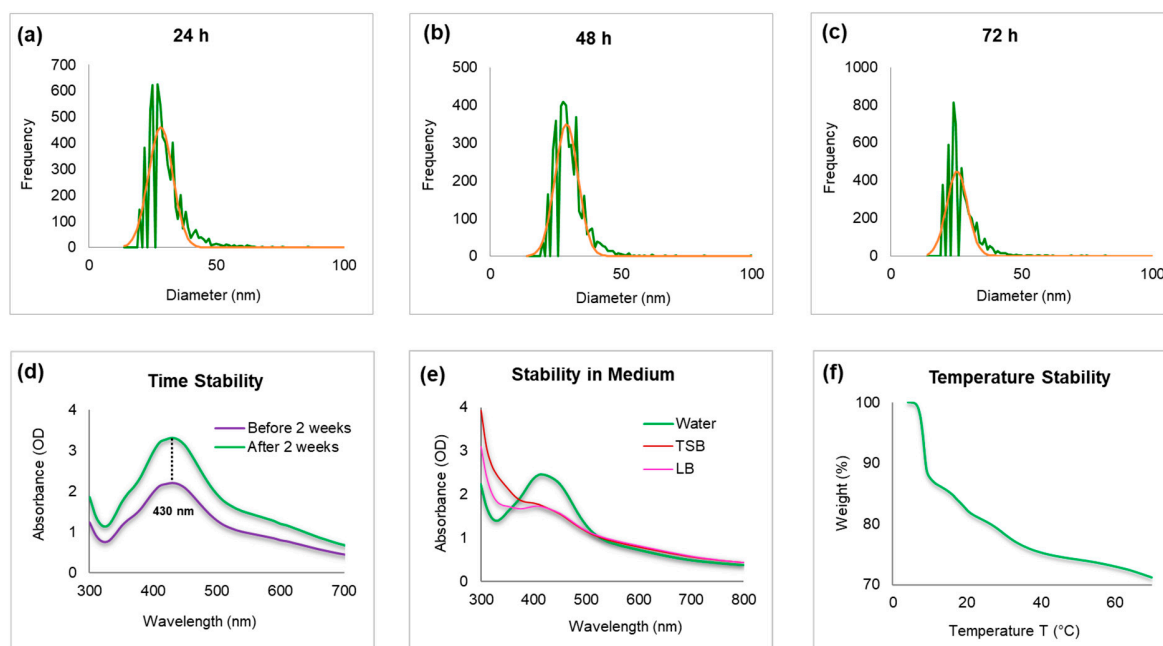 (a)
24 h
700
600
500
400
300
200
100
0
Frequency
0 50 100
Diameter (nm)
(b)
48 h
500
400
300
200
100
0
Frequency
0 50 100
Diameter (nm)
(c)
72 h
1000
800
600
400
200
0
Frequency
0 50 100
Diameter (nm)
(d)
Time Stability
4
3
2
1
0
Absorbance (OD
Before 2 weeks
After 2 weeks
430 nm
300 400 500 600 700
Wavelength (nm)
(e)
Stability in Medium
4
3
2
1
0
Absorbance (OD)
Water
TSB
LB
300 400 500 600 700 800
Wavelength (nm)
(f)
Temperature Stability
100
90
80
70
Weight (%)
0 20 40 60
Temperature T (°C)